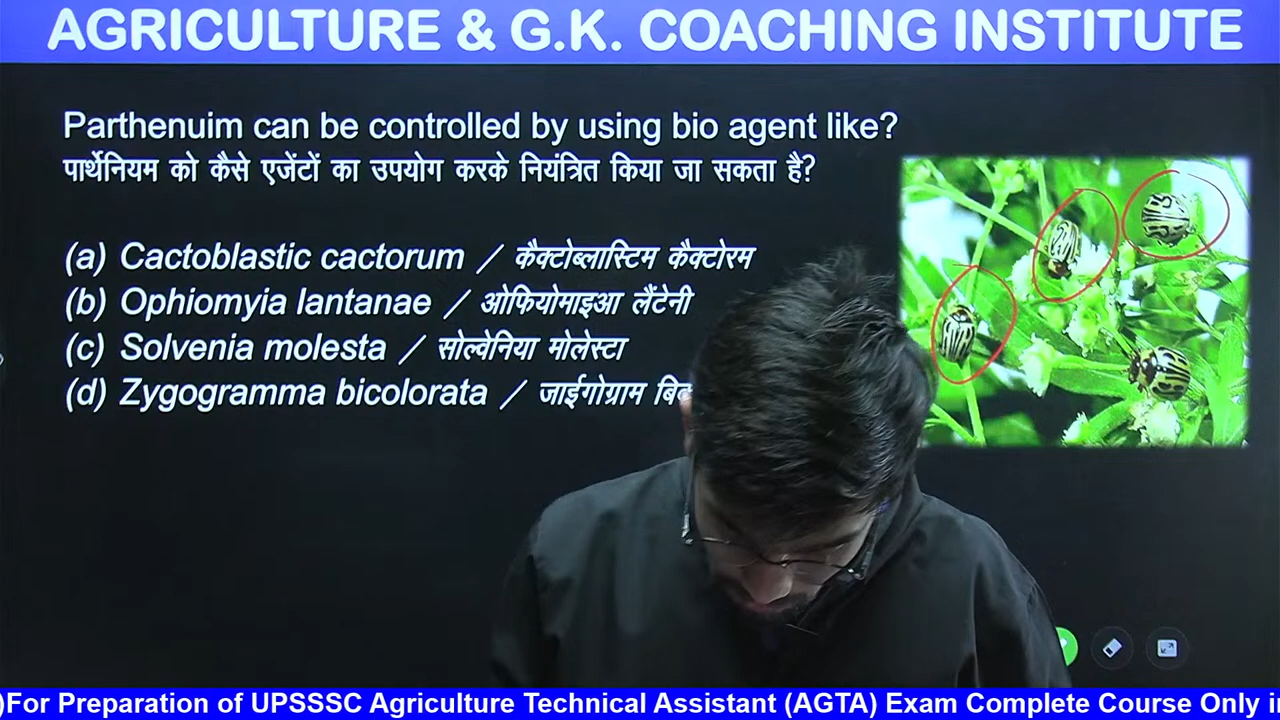 AGRICULTURE & G.K. COACHING INSTITUTE
Parthenuim can be controlled by using bio agent like?
पार्थेनियम को कैसे एजेंटों का उपयोग करके नियंत्रित किया जा सकता है?
(a) Cactoblastic cactorum / कैक्टोब्लास्टिम कैक्टोरम
(b) Ophiomyia lantanae / ओफियोमाइआ लैंटेनी
(c) Solvenia molesta / सोल्वेनिया मोलेस्टा
(d) Zygogramma bicolorata / जाईगोग्राम
)For Preparation of UPSSSC Agriculture Technical Assistant (AGTA) Exam Complete Course Only